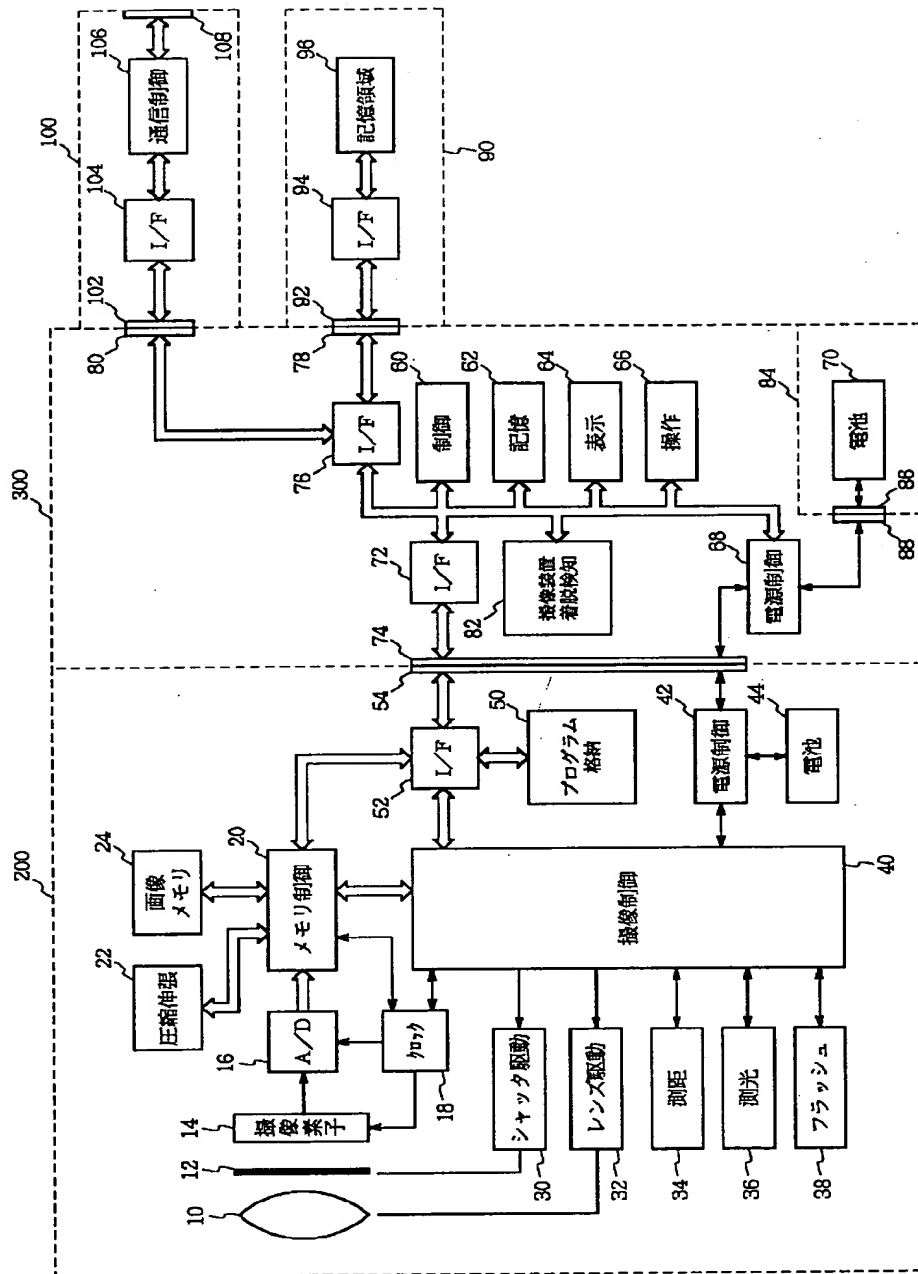 200
10
12
14
撮像素子
16
A/D
18
クロック
22
圧縮伸張
24
画像
メモリ
20
メモリ制御
30
シャッタ駆動
32
レンズ駆動
34
測距
36
測光
38
フラッシュ
撮像制御
40
52
I/F
50
プログラム
格納
42
電源制御
44
電池
54
74
300
72
I/F
82
撮像装置
着脱検知
68
電源制御
76
I/F
60
制御
62
記憶
64
表示
66
操作
84
70
電池
88
86
80
102
78
92
100
104
I/F
106
通信制御
108
90
94
I/F
96
記憶領域